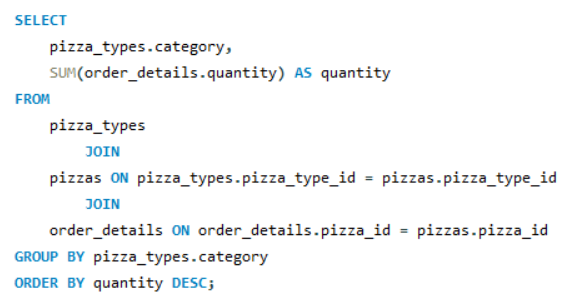 SELECT
pizza_types.category,
SUM(order_details.quantity) AS quantity
FROM
pizza_types
JOIN
pizzas ON pizza_types.pizza_type_id = pizzas.pizza_type_id
JOIN
order_details ON order_details.pizza_id = pizzas.pizza_id
GROUP BY pizza_types.category
ORDER BY quantity DESC;